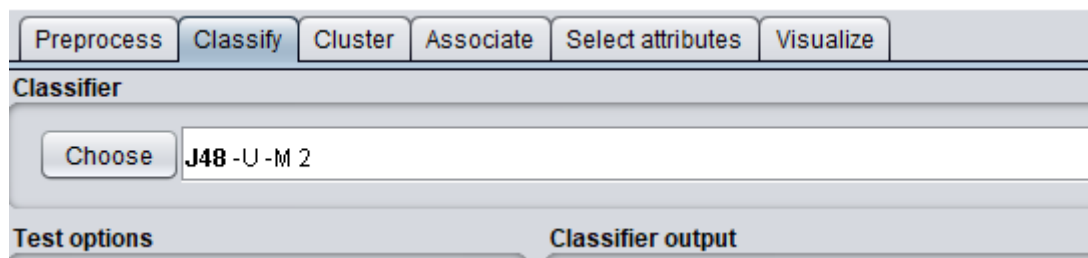 Preprocess Classify Cluster Associate Select attributes Visualize
Classifier
Choose J48 -U -M 2
Test options Classifier output